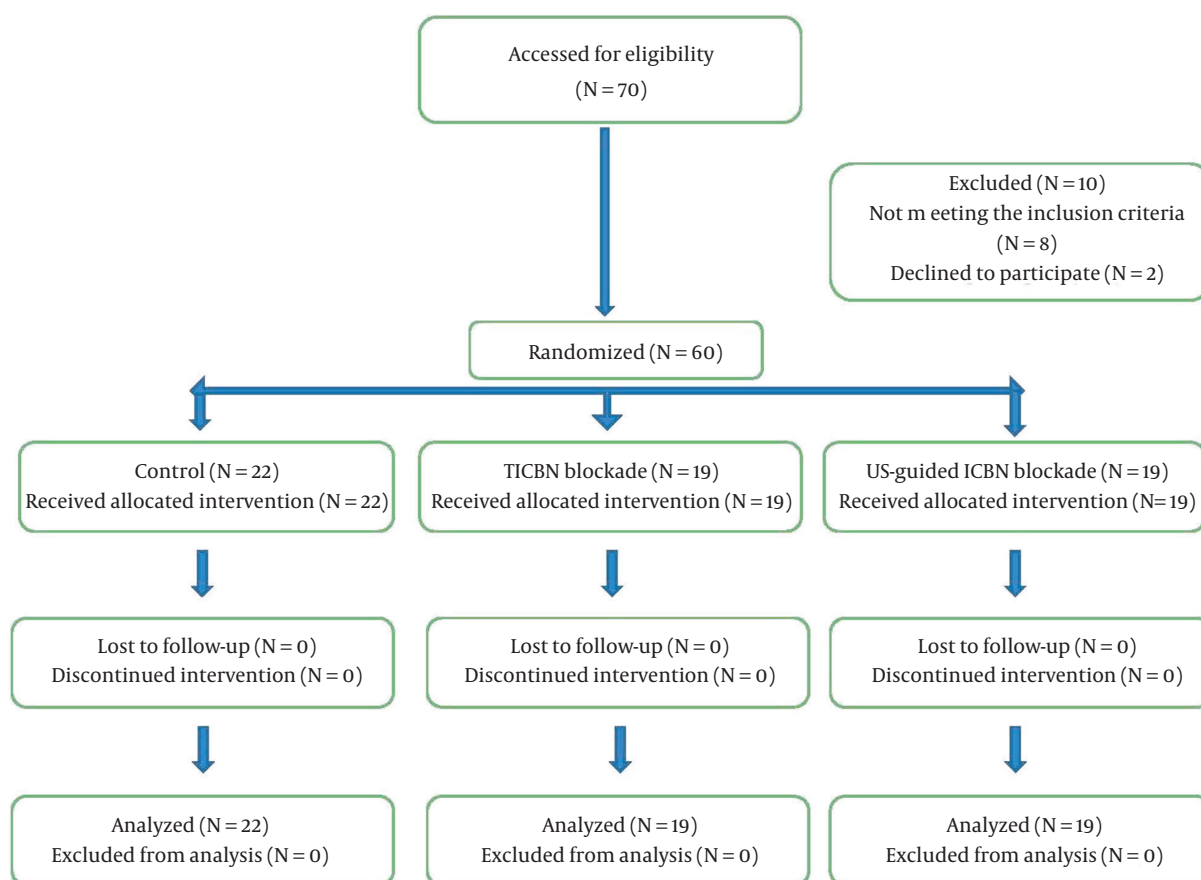 Accessed for eligibility
(N = 70)
Excluded (N = 10)
Not m eeting the inclusion criteria
(N = 8)
Declined to participate (N = 2)
Randomized (N = 60)
Control (N = 22)
Received allocated intervention (N = 22)
TICBN blockade (N = 19)
Received allocated intervention (N = 19)
US-guided ICBN blockade (N = 19)
Received allocated intervention (N= 19)
Lost to follow-up (N = 0)
Discontinued intervention (N = 0)
Lost to follow-up (N = 0)
Discontinued intervention (N = 0)
Lost to follow-up (N = 0)
Discontinued intervention (N = 0)
Analyzed (N = 22)
Excluded from analysis (N = 0)
Analyzed (N = 19)
Excluded from analysis (N = 0)
Analyzed (N = 19)
Excluded from analysis (N = 0)